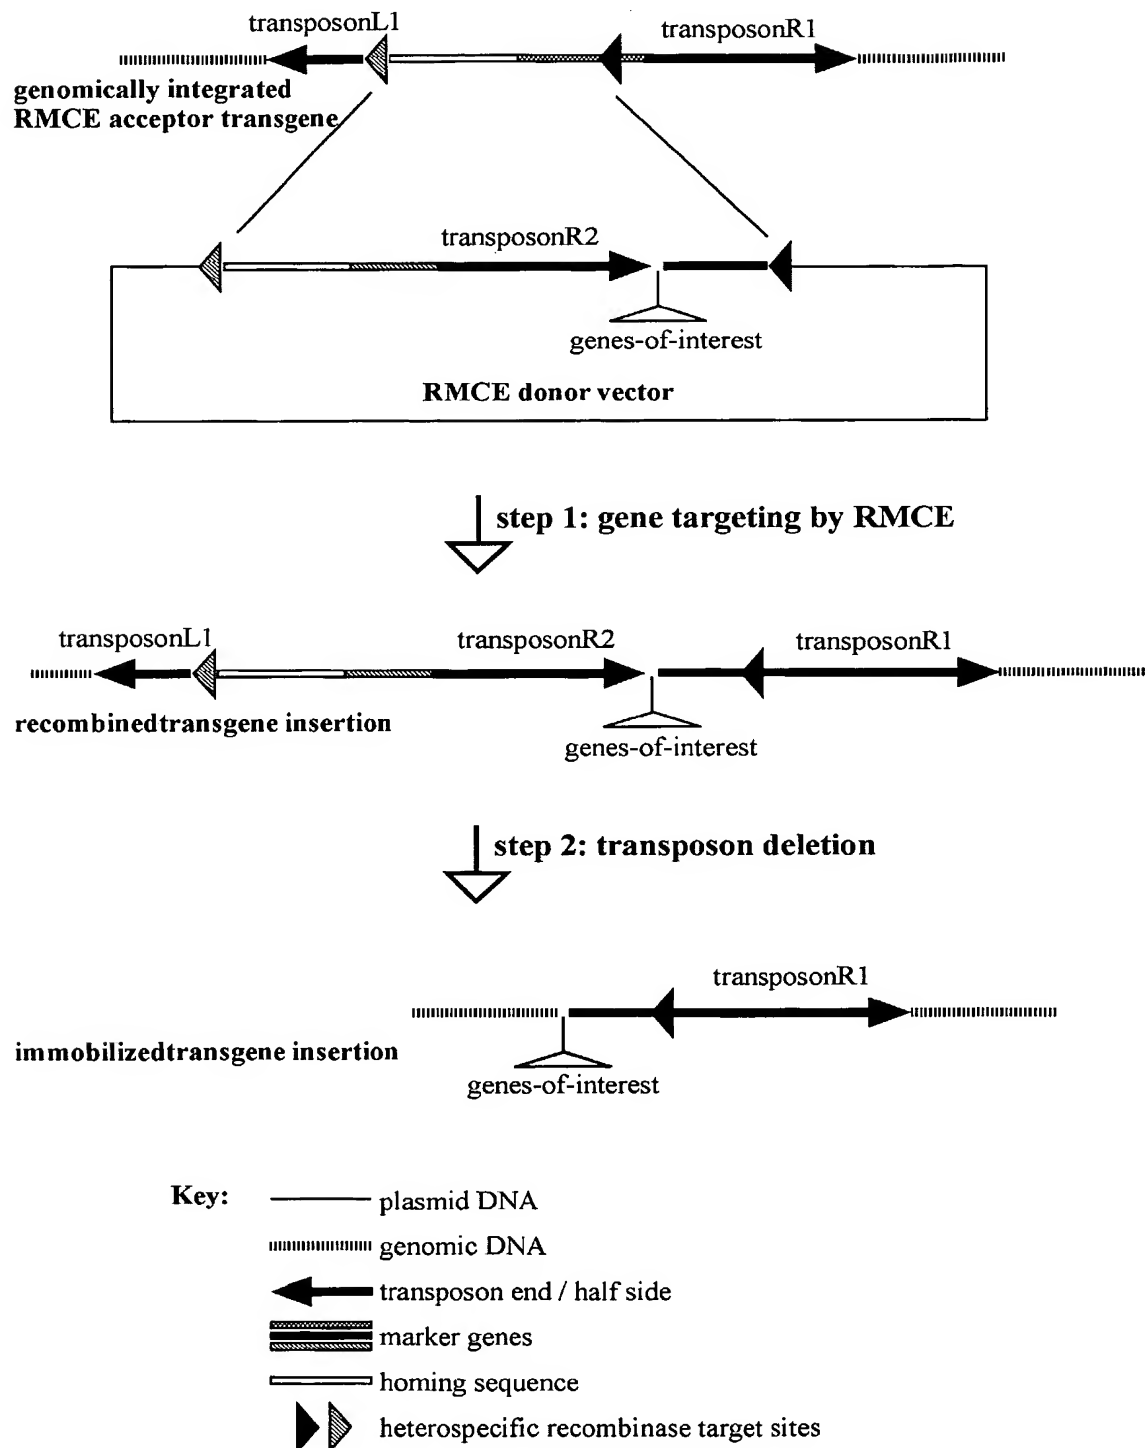 transposonL1
transposonR1
genomically integrated
RMCE acceptor transgene
transposonR2
genes-of-interest
RMCE donor vector
step 1: gene targeting by RMCE
transposonL1
transposonR2
transposonR1
recombinedtransgene insertion
genes-of-interest
step 2: transposon deletion
transposonR1
immobilizedtransgene insertion
genes-of-interest
Key:
plasmid DNA
genomic DNA
transposon end / half side
marker genes
homing sequence
heterospecific recombinase target sites